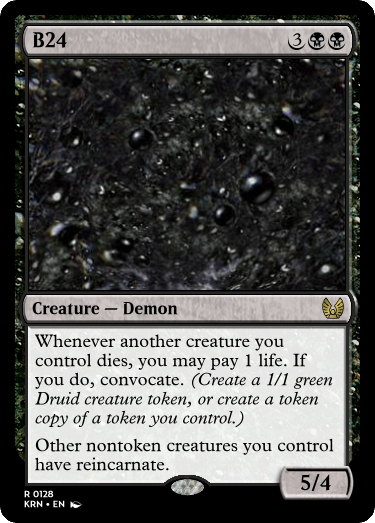 B24 3
Creature — Demon
Whenever another creature you
control dies, you may pay 1 life. If
you do, convocate. (Create a 1/1 green
Druid creature token, or create a token
copy of a token you control.)
Other nontoken creatures you control
have reincarnate.
5/4
R 0128
KRN • EN